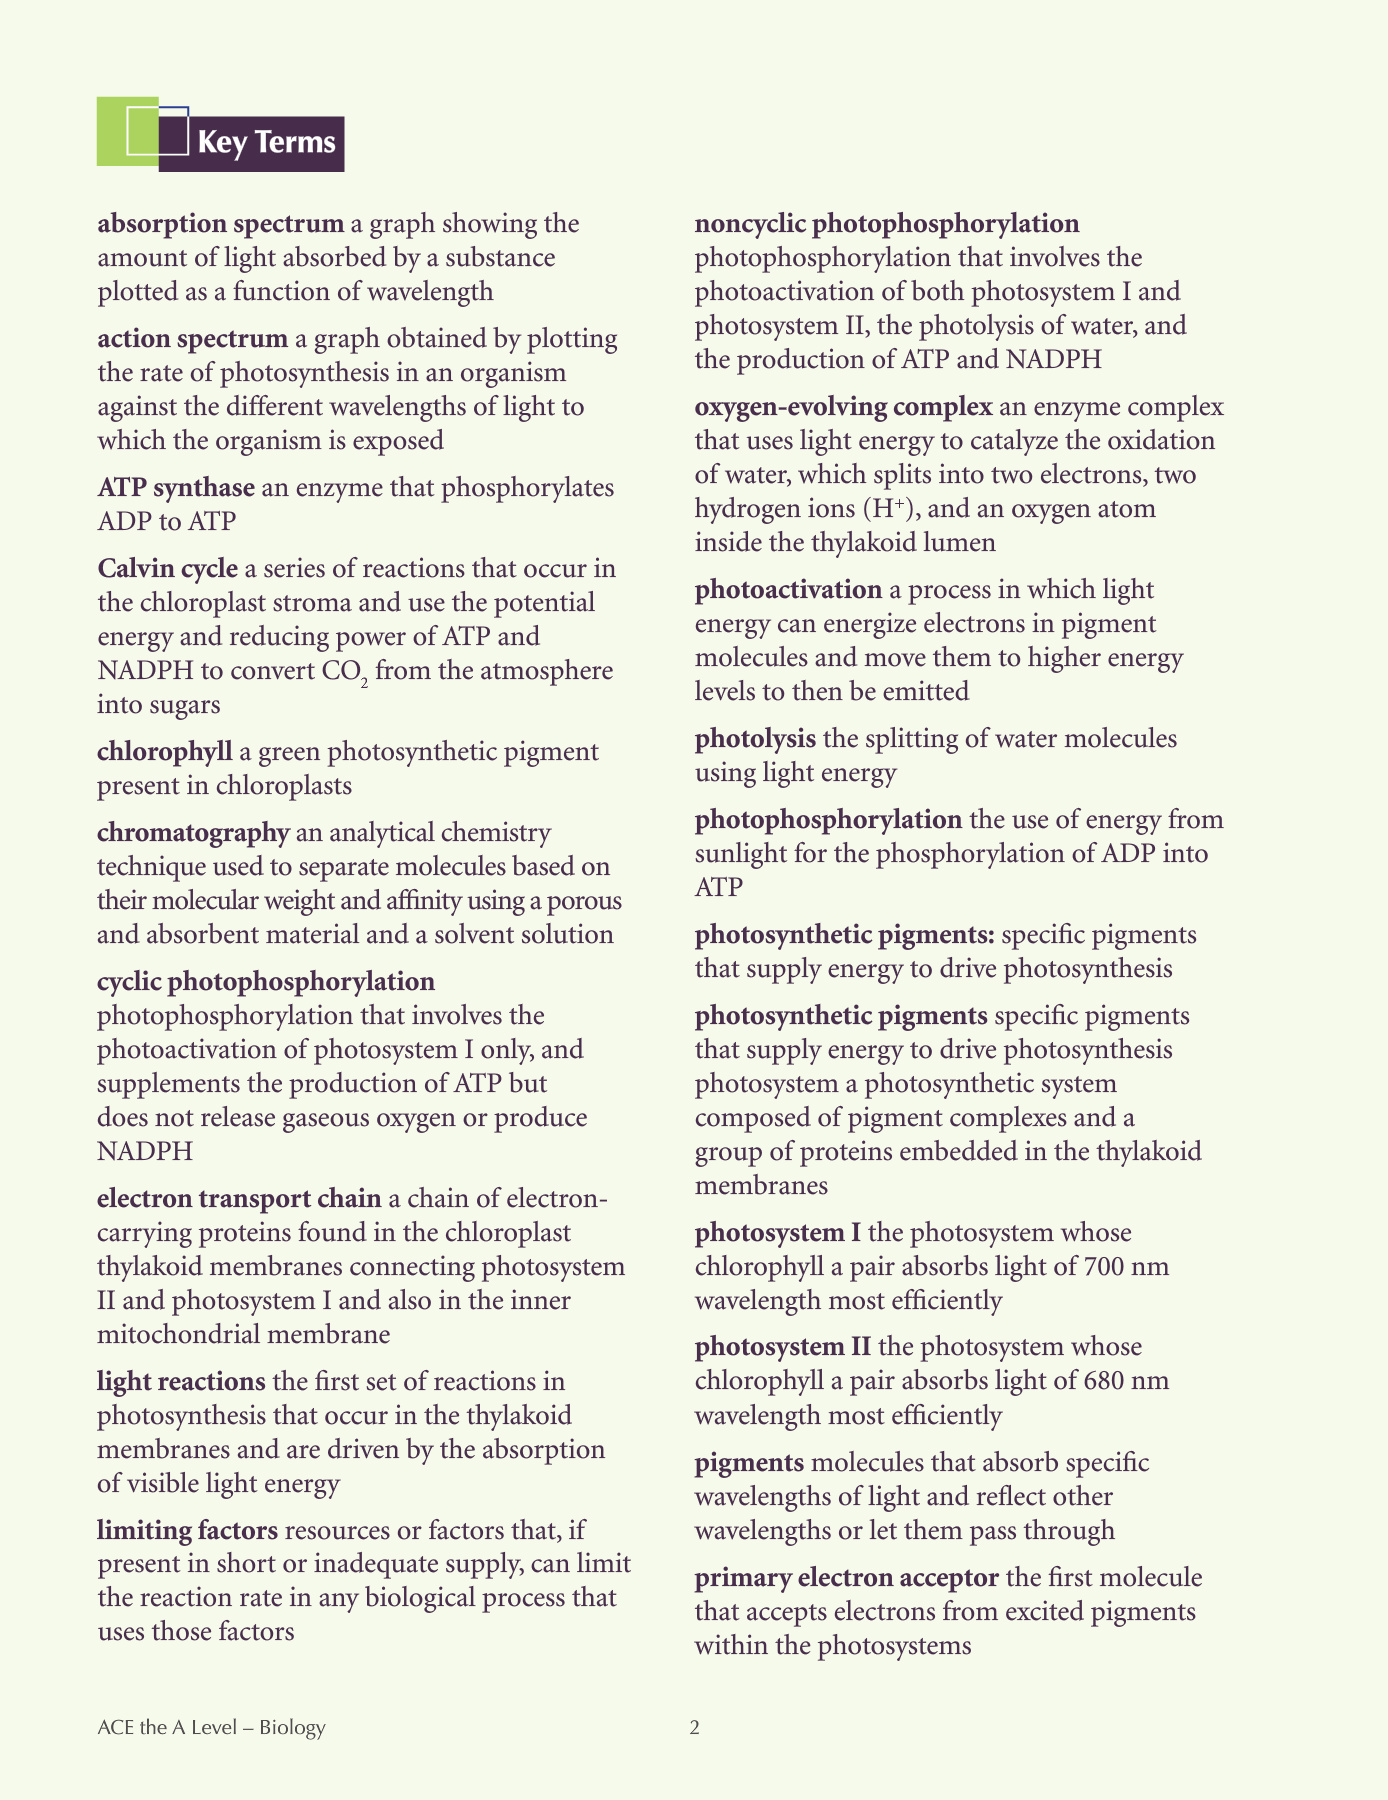 Key Terms
absorption spectrum a graph showing the
amount of light absorbed by a substance
plotted as a function of wavelength
action spectrum a graph obtained by plotting
the rate of photosynthesis in an organism
against the different wavelengths of light to
which the organism is exposed
ATP synthase an enzyme that phosphorylates
ADP to ATP
Calvin cycle a series of reactions that occur in
the chloroplast stroma and use the potential
energy and reducing power of ATP and
NADPH to convert CO₂ from the atmosphere
into sugars
chlorophyll a green photosynthetic pigment
present in chloroplasts
chromatography an analytical chemistry
technique used to separate molecules based on
their molecular weight and affinity using a porous
and absorbent material and a solvent solution
cyclic photophosphorylation
photophosphorylation that involves the
photoactivation of photosystem I only, and
supplements the production of ATP but
does not release gaseous oxygen or produce
NADPH
electron transport chain a chain of electron-
carrying proteins found in the chloroplast
thylakoid membranes connecting photosystem
II and photosystem I and also in the inner
mitochondrial membrane
light reactions the first set of reactions in
photosynthesis that occur in the thylakoid
membranes and are driven by the absorption
of visible light energy
limiting factors resources or factors that, if
present in short or inadequate supply, can limit
the reaction rate in any biological process that
uses those factors
noncyclic photophosphorylation
photophosphorylation that involves the
photoactivation of both photosystem I and
photosystem II, the photolysis of water, and
the production of ATP and NADPH
oxygen-evolving complex an enzyme complex
that uses light energy to catalyze the oxidation
of water, which splits into two electrons, two
hydrogen ions (H⁺), and an oxygen atom
inside the thylakoid lumen
photoactivation a process in which light
energy can energize electrons in pigment
molecules and move them to higher energy
levels to then be emitted
photolysis the splitting of water molecules
using light energy
photophosphorylation the use of energy from
sunlight for the phosphorylation of ADP into
ATP
photosynthetic pigments: specific pigments
that supply energy to drive photosynthesis
photosynthetic pigments specific pigments
that supply energy to drive photosynthesis
photosystem a photosynthetic system
composed of pigment complexes and a
group of proteins embedded in the thylakoid
membranes
photosystem I the photosystem whose
chlorophyll a pair absorbs light of 700 nm
wavelength most efficiently
photosystem II the photosystem whose
chlorophyll a pair absorbs light of 680 nm
wavelength most efficiently
pigments molecules that absorb specific
wavelengths of light and reflect other
wavelengths or let them pass through
primary electron acceptor the first molecule
that accepts electrons from excited pigments
within the photosystems
ACE the A Level – Biology
2